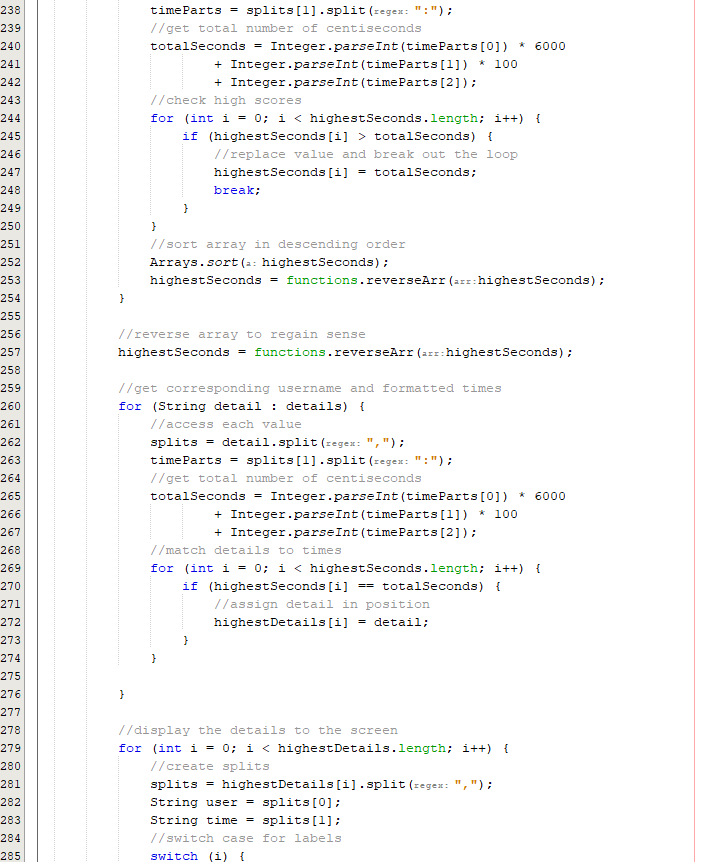 238 timeParts = splits[1].split(regex: ":");
239 //get total number of centiseconds
240 totalSeconds = Integer.parseInt(timeParts[0]) * 6000
241 + Integer.parseInt(timeParts[1]) * 100
242 + Integer.parseInt(timeParts[2]);
243 //check high scores
244 for (int i = 0; i < highestSeconds.length; i++) {
245 if (highestSeconds[i] > totalSeconds) {
246 //replace value and break out the loop
247 highestSeconds[i] = totalSeconds;
248 break;
249 }
250 }
251 //sort array in descending order
252 Arrays.sort(a: highestSeconds);
253 highestSeconds = functions.reverseArr(arr:highestSeconds);
254 }
255
256 //reverse array to regain sense
257 highestSeconds = functions.reverseArr(arr:highestSeconds);
258
259 //get corresponding username and formatted times
260 for (String detail : details) {
261 //access each value
262 splits = detail.split(regex: ",");
263 timeParts = splits[1].split(regex: ":");
264 //get total number of centiseconds
265 totalSeconds = Integer.parseInt(timeParts[0]) * 6000
266 + Integer.parseInt(timeParts[1]) * 100
267 + Integer.parseInt(timeParts[2]);
268 //match details to times
269 for (int i = 0; i < highestSeconds.length; i++) {
270 if (highestSeconds[i] == totalSeconds) {
271 //assign detail in position
272 highestDetails[i] = detail;
273 }
274 }
275
276 }
277
278 //display the details to the screen
279 for (int i = 0; i < highestDetails.length; i++) {
280 //create splits
281 splits = highestDetails[i].split(regex: ",");
282 String user = splits[0];
283 String time = splits[1];
284 //switch case for labels
285 switch (i) {